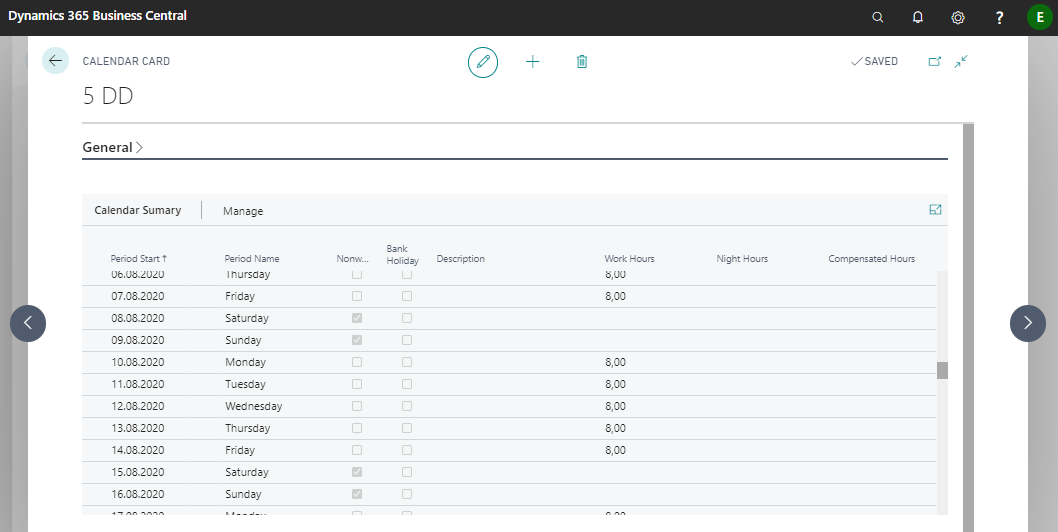 Dynamics 365 Business Central
? E
CALENDAR CARD
SAVED
5 DD
General
Calendar Sumary Manage
Period Start Period Name Nonw... Bank Holiday Description Work Hours Night Hours Compensated Hours
06.08.2020 Thursday 8,00
07.08.2020 Friday 8,00
08.08.2020 Saturday
09.08.2020 Sunday
10.08.2020 Monday 8,00
11.08.2020 Tuesday 8,00
12.08.2020 Wednesday 8,00
13.08.2020 Thursday 8,00
14.08.2020 Friday 8,00
15.08.2020 Saturday
16.08.2020 Sunday